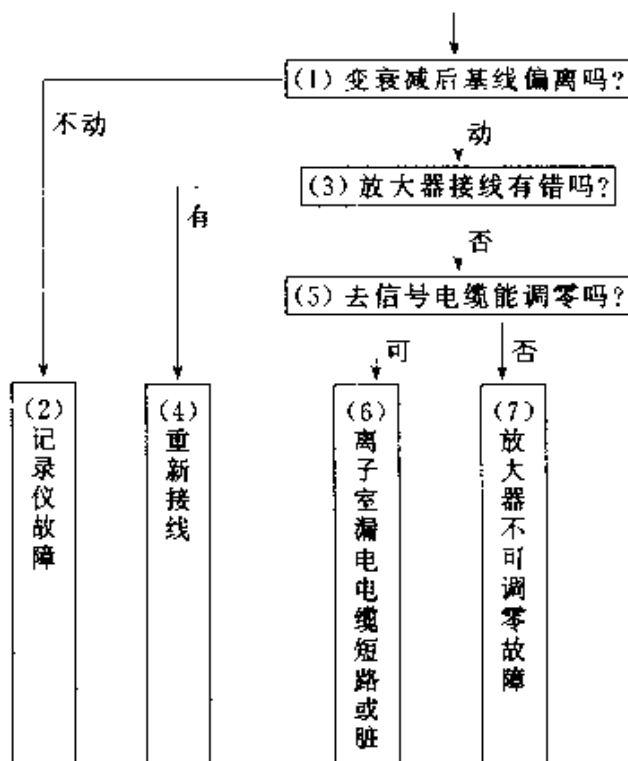 (1)变衰减后基线偏离吗?
不动
动
(3)放大器接线有错吗?
有
否
(5)去信号电缆能调零吗?
可
否
(2)记录仪故障
(4)重新接线
(6)离子室漏电电缆短路或脏
(7)放大器不可调零故障